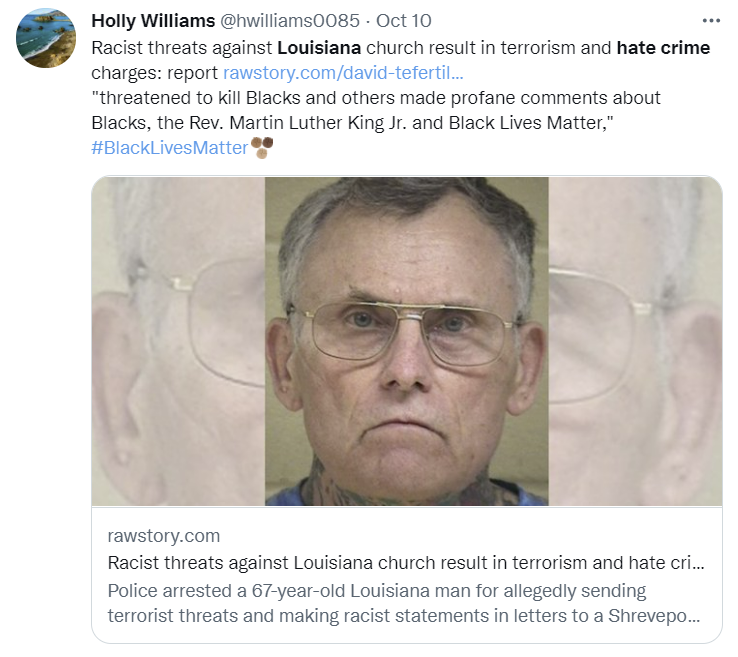 Holly Williams @hwilliams0085 · Oct 10
Racist threats against Louisiana church result in terrorism and hate crime
charges: report rawstory.com/david-tefertil...
"threatened to kill Blacks and others made profane comments about
Blacks, the Rev. Martin Luther King Jr. and Black Lives Matter,"
#BlackLivesMatter
rawstory.com
Racist threats against Louisiana church result in terrorism and hate cri...
Police arrested a 67-year-old Louisiana man for allegedly sending
terrorist threats and making racist statements in letters to a Shrevepo...